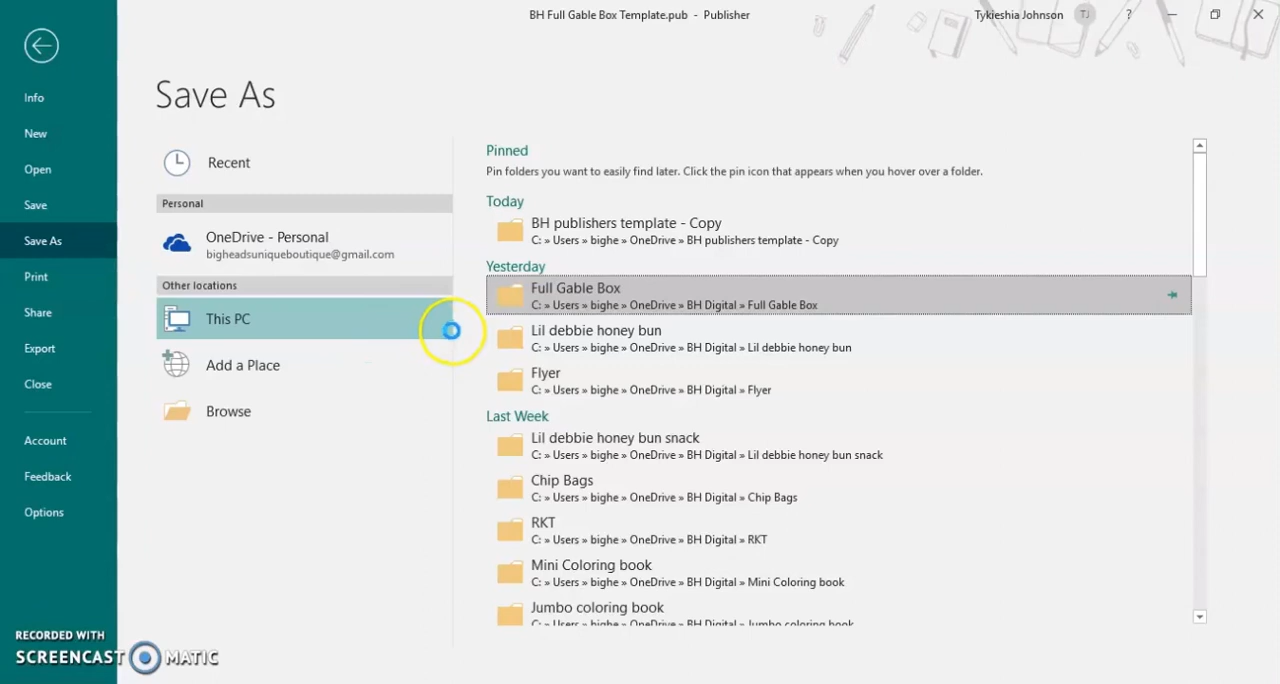 BH Full Gable Box Template.pub - Publisher
Tykieshia Johnson
TJ
?
Info
New
Open
Save
Save As
Print
Share
Export
Close
Account
Feedback
Options
Save As
Recent
Personal
OneDrive - Personal
bigheadsuniqueboutique@gmail.com
Other locations
This PC
Add a Place
Browse
Pinned
Pin folders you want to easily find later. Click the pin icon that appears when you hover over a folder.
Today
BH publishers template - Copy
C: » Users » bighe » OneDrive » BH publishers template - Copy
Yesterday
Full Gable Box
C: » Users » bighe » OneDrive » BH Digital » Full Gable Box
Lil debbie honey bun
C: » Users » bighe » OneDrive » BH Digital » Lil debbie honey bun
Flyer
C: » Users » bighe » OneDrive » BH Digital » Flyer
Last Week
Lil debbie honey bun snack
C: » Users » bighe » OneDrive » BH Digital » Lil debbie honey bun snack
Chip Bags
C: » Users » bighe » OneDrive » BH Digital » Chip Bags
RKT
C: » Users » bighe » OneDrive » BH Digital » RKT
Mini Coloring book
C: » Users » bighe » OneDrive » BH Digital » Mini Coloring book
Jumbo coloring book
C: » Users » bighe » OneDrive » BH Digital » Jumbo coloring book
RECORDED WITH
SCREENCAST MATIC